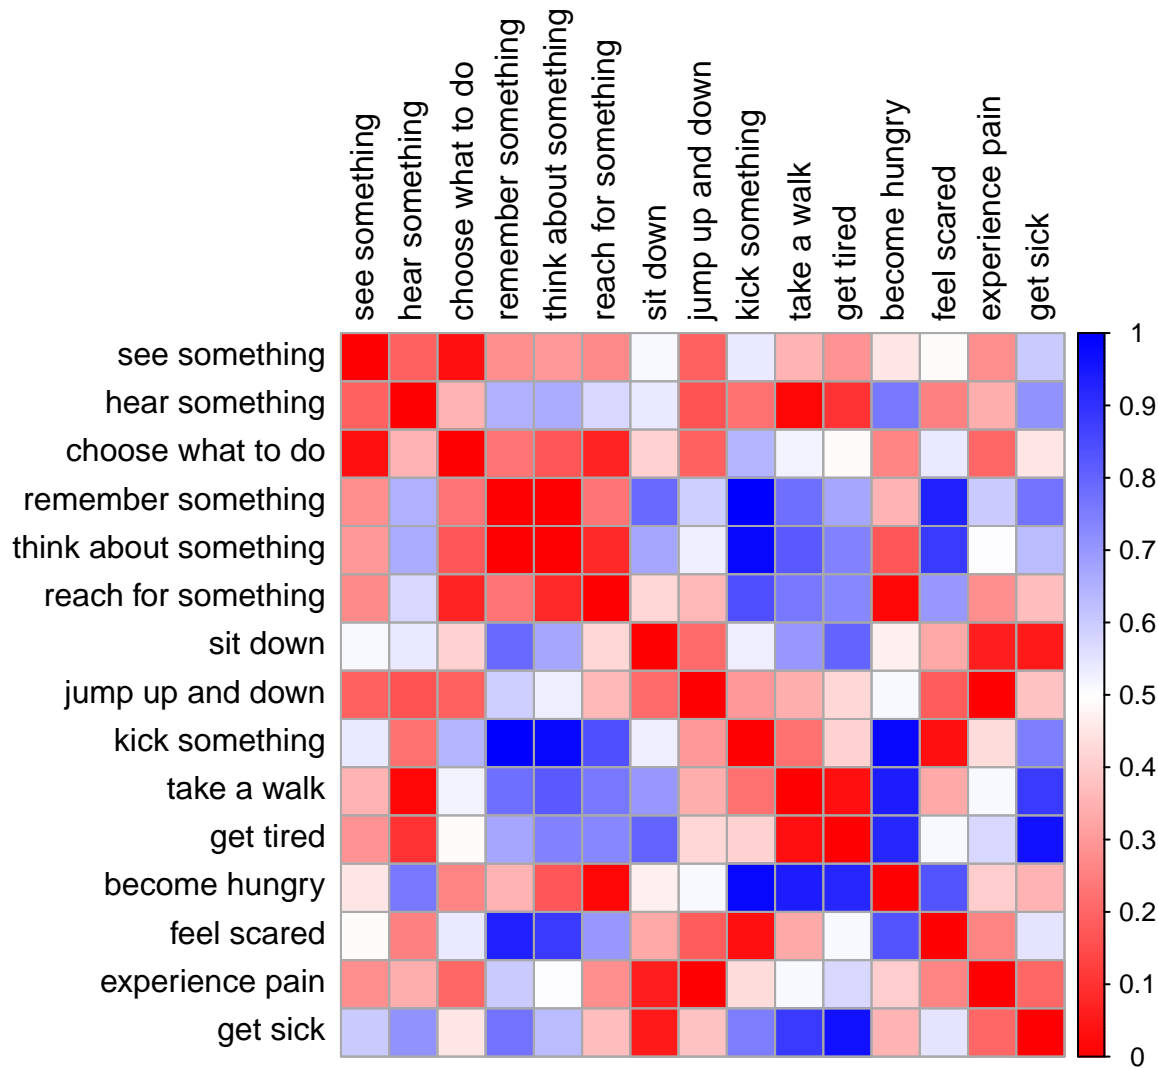 see something
hear something
choose what to do
remember something
think about something
reach for something
sit down
jump up and down
kick something
take a walk
get tired
become hungry
feel scared
experience pain
get sick
see something
hear something
choose what to do
remember something
think about something
reach for something
sit down
jump up and down
kick something
take a walk
get tired
become hungry
feel scared
experience pain
get sick
1
0.9
0.8
0.7
0.6
0.5
0.4
0.3
0.2
0.1
0